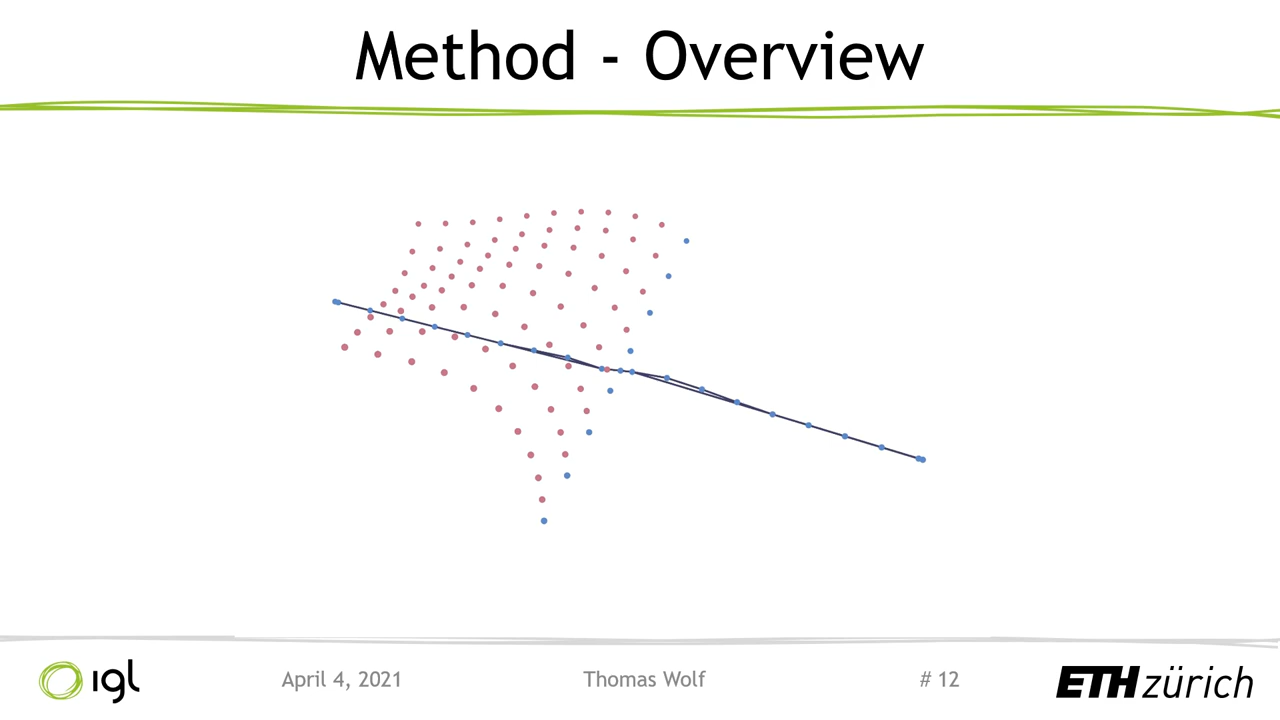 Method - Overview
igl
April 4, 2021
Thomas Wolf
# 12
ETH zürich